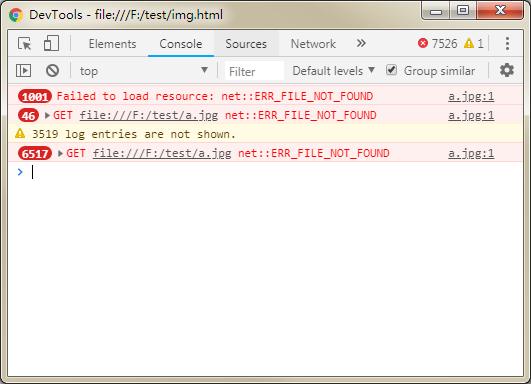 DevTools - file:///F:/test/img.html
Elements Console Sources Network » 7526 1
top Filter Default levels Group similar
1001 Failed to load resource: net::ERR_FILE_NOT_FOUND a.jpg:1
46 GET file:///F:/test/a.jpg net::ERR_FILE_NOT_FOUND a.jpg:1
3519 log entries are not shown.
6517 GET file:///F:/test/a.jpg net::ERR_FILE_NOT_FOUND a.jpg:1